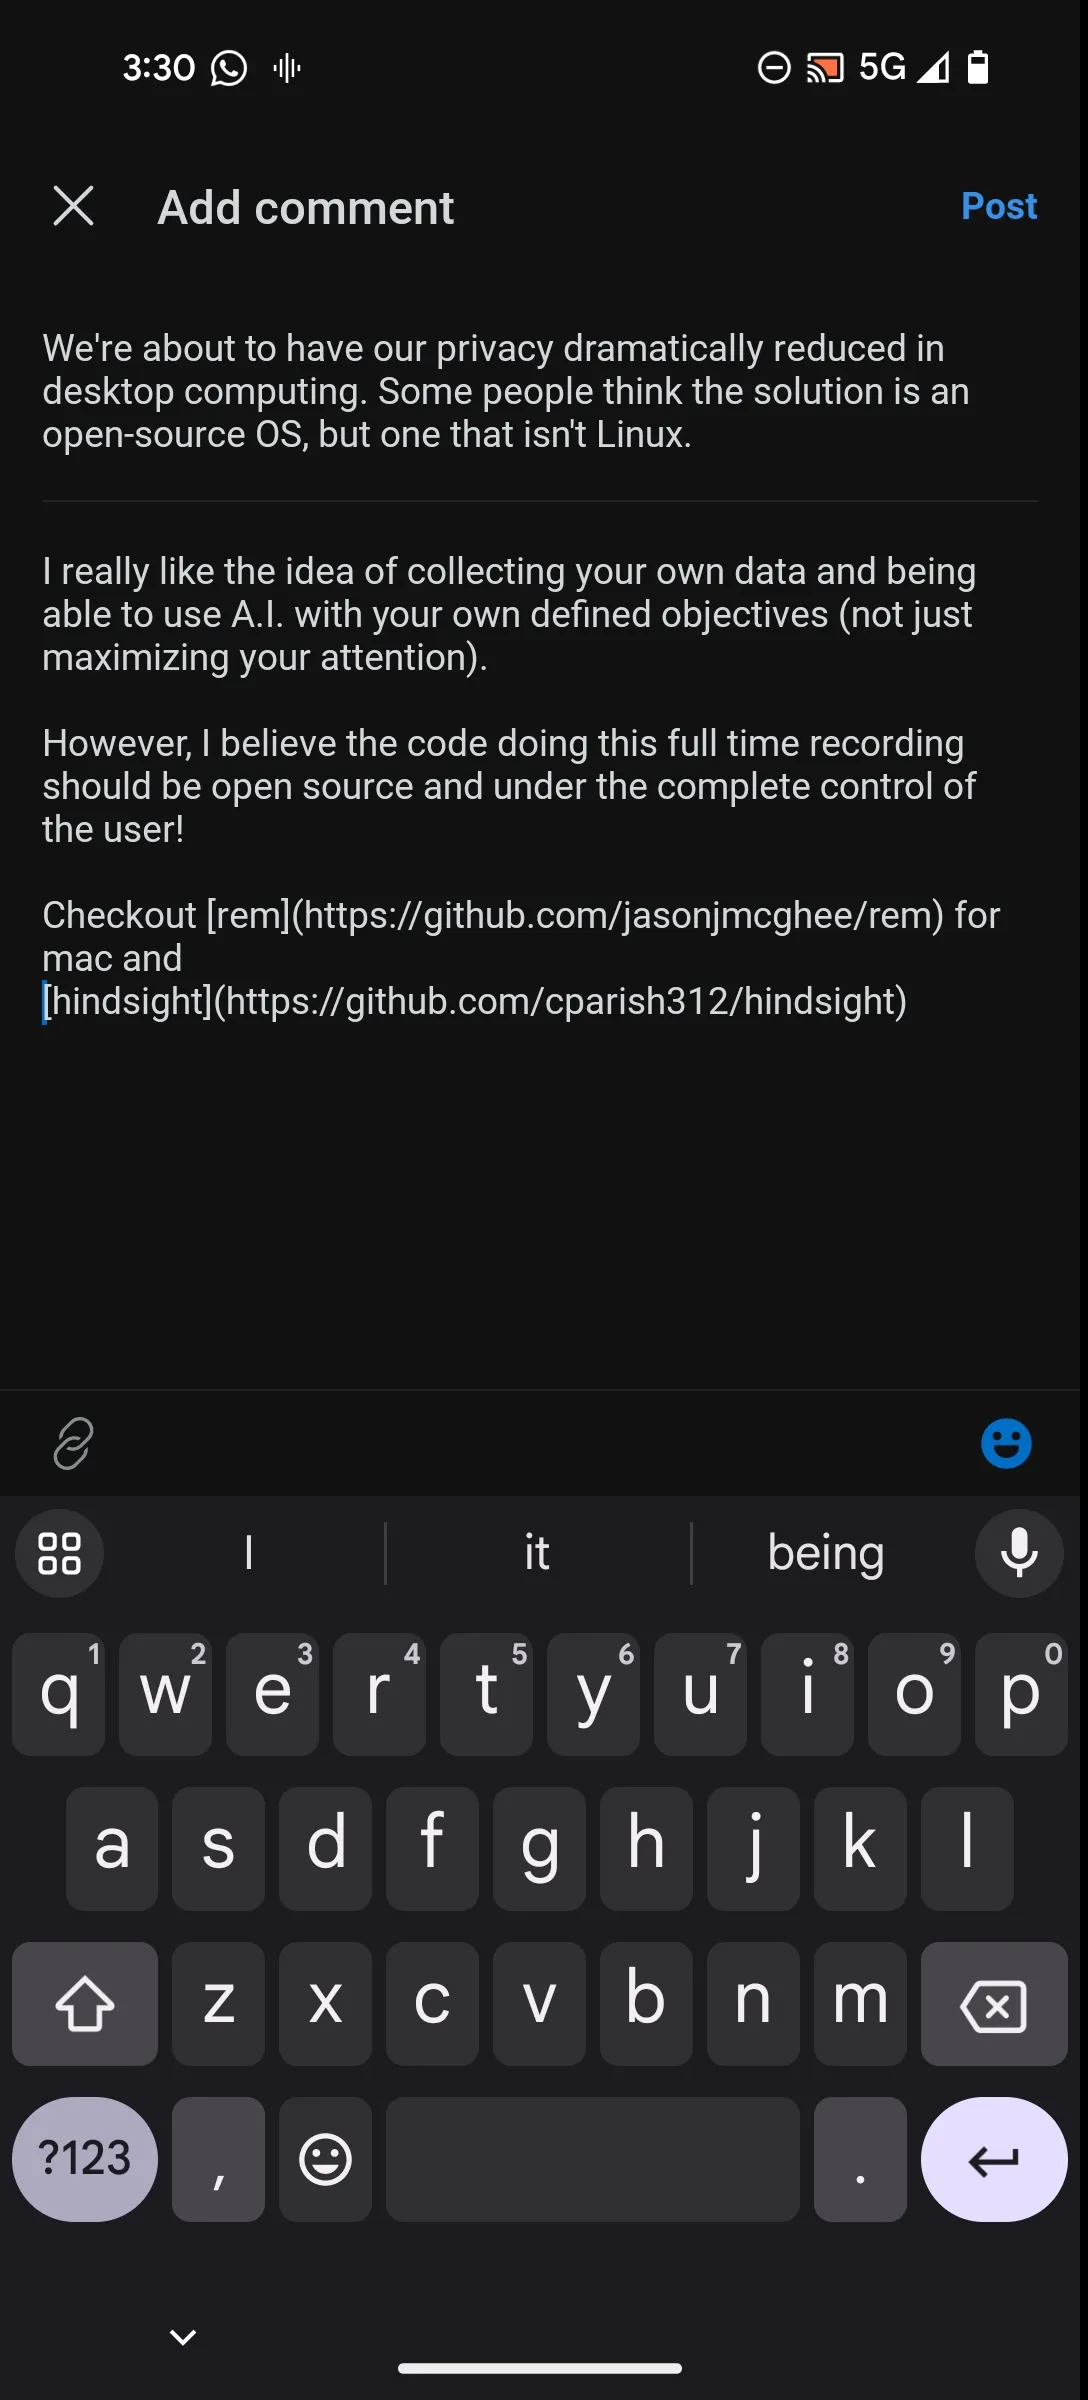 3:30 5G
Add comment Post
We're about to have our privacy dramatically reduced in
desktop computing. Some people think the solution is an
open-source OS, but one that isn't Linux.
I really like the idea of collecting your own data and being
able to use A.I. with your own defined objectives (not just
maximizing your attention).
However, I believe the code doing this full time recording
should be open source and under the complete control of
the user!
Checkout [rem](https://github.com/jasonjmcghee/rem) for
mac and
[hindsight](https://github.com/cparish312/hindsight)
I it being
1 2 3 4 5 6 7 8 9 0
q w e r t y u i o p
a s d f g h j k l
z x c v b n m
?123 , .